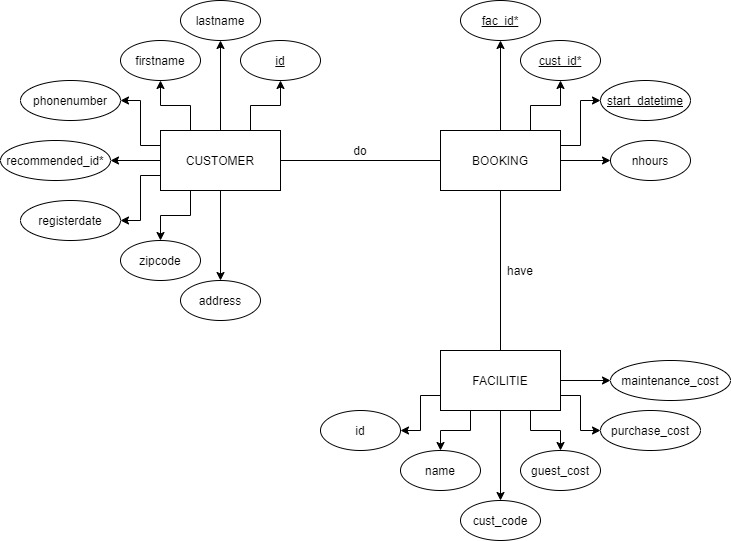 lastname
fac_id*
firstname
id
cust_id*
phonenumber
start_datetime
do
recommended_id*
CUSTOMER
BOOKING
nhours
registerdate
zipcode
have
address
FACILITIE
maintenance_cost
id
purchase_cost
name
guest_cost
cust_code